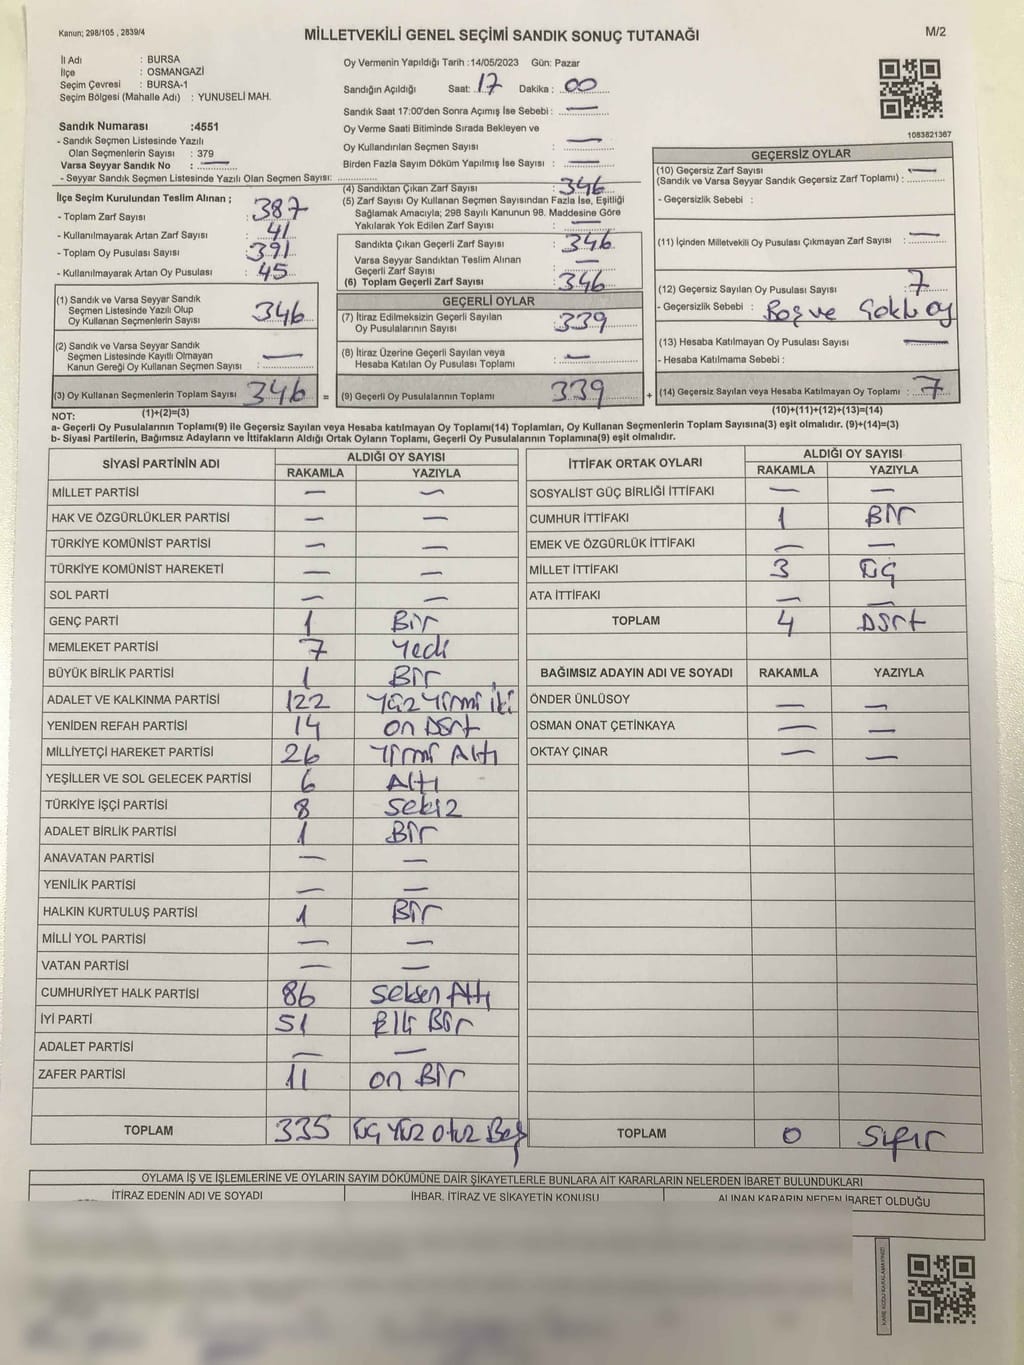 Kanun; 298/105 , 2839/4
MİLLETVEKİLİ GENEL SEÇİMİ SANDIK SONUÇ TUTANAĞI
M/2
İl Adı : BURSA
İlçe : OSMANGAZİ
Seçim Çevresi : BURSA-1
Seçim Bölgesi (Mahalle Adı) : YUNUSELİ MAH.
Sandık Numarası :4551
- Sandık Seçmen Listesinde Yazılı
Olan Seçmenlerin Sayısı : 379
Varsa Seyyar Sandık No : —
- Seyyar Sandık Seçmen Listesinde Yazılı Olan Seçmen Sayısı:
Oy Vermenin Yapıldığı Tarih :14/05/2023 Gün: Pazar
Sandığın Açıldığı Saat: 17 Dakika : 00
Sandık Saat 17:00'den Sonra Açımış İse Sebebi : —
Oy Verme Saati Bitiminde Sırada Bekleyen ve
Oy Kullandırılan Seçmen Sayısı : —
Birden Fazla Sayım Döküm Yapılmış İse Sayısı : —
1083821367
İlçe Seçim Kurulundan Teslim Alınan ;
- Toplam Zarf Sayısı : 387
- Kullanılmayarak Artan Zarf Sayısı : 41
- Toplam Oy Pusulası Sayısı : 391
- Kullanılmayarak Artan Oy Pusulası : 45
(1) Sandık ve Varsa Seyyar Sandık
Seçmen Listesinde Yazılı Olup
Oy Kullanan Seçmenlerin Sayısı : 346
(2) Sandık ve Varsa Seyyar Sandık
Seçmen Listesinde Kayıtlı Olmayan
Kanun Gereği Oy Kullanan Seçmen Sayısı : —
(3) Oy Kullanan Seçmenlerin Toplam Sayısı : 346 =
(4) Sandıktan Çıkan Zarf Sayısı : 346
(5) Zarf Sayısı Oy Kullanan Seçmen Sayısından Fazla İse, Eşitliği
Sağlamak Amacıyla; 298 Sayılı Kanunun 98. Maddesine Göre
Yakılarak Yok Edilen Zarf Sayısı : —
Sandıkta Çıkan Geçerli Zarf Sayısı : 346
Varsa Seyyar Sandıktan Teslim Alınan
Geçerli Zarf Sayısı : —
(6) Toplam Geçerli Zarf Sayısı : 346
GEÇERLİ OYLAR
(7) İtiraz Edilmeksizin Geçerli Sayılan
Oy Pusulalarının Sayısı : 339
(8) İtiraz Üzerine Geçerli Sayılan veya
Hesaba Katılan Oy Pusulası Toplamı : —
(9) Geçerli Oy Pusulalarının Toplamı : 339 +
GEÇERSİZ OYLAR
(10) Geçersiz Zarf Sayısı
(Sandık ve Varsa Seyyar Sandık Geçersiz Zarf Toplamı) : —
- Geçersizlik Sebebi :
(11) İçinden Milletvekili Oy Pusulası Çıkmayan Zarf Sayısı : —
(12) Geçersiz Sayılan Oy Pusulası Sayısı : 7
- Geçersizlik Sebebi : Boş ve Çoklu oy
(13) Hesaba Katılmayan Oy Pusulası Sayısı : —
- Hesaba Katılmama Sebebi :
(14) Geçersiz Sayılan veya Hesaba Katılmayan Oy Toplamı : 7
NOT: (1)+(2)=(3) (10)+(11)+(12)+(13)=(14)
a- Geçerli Oy Pusulalarının Toplamı(9) ile Geçersiz Sayılan veya Hesaba katılmayan Oy Toplamı(14) Toplamları, Oy Kullanan Seçmenlerin Toplam Sayısına(3) eşit olmalıdır. (9)+(14)=(3)
b- Siyasi Partilerin, Bağımsız Adayların ve İttifakların Aldığı Ortak Oyların Toplamı, Geçerli Oy Pusulalarının Toplamına(9) eşit olmalıdır.
SİYASİ PARTİNİN ADI ALDIĞI OY SAYISI
RAKAMLA YAZIYLA
MİLLET PARTİSİ — —
HAK VE ÖZGÜRLÜKLER PARTİSİ — —
TÜRKİYE KOMÜNİST PARTİSİ — —
TÜRKİYE KOMÜNİST HAREKETİ — —
SOL PARTİ — —
GENÇ PARTİ 1 Bir
MEMLEKET PARTİSİ 7 Yedi
BÜYÜK BİRLİK PARTİSİ 1 Bir
ADALET VE KALKINMA PARTİSİ 122 Yüz Yirmi iki
YENİDEN REFAH PARTİSİ 14 on Dört
MİLLİYETÇİ HAREKET PARTİSİ 26 Yirmi Altı
YEŞİLLER VE SOL GELECEK PARTİSİ 6 Altı
TÜRKİYE İŞÇİ PARTİSİ 8 Sekiz
ADALET BİRLİK PARTİSİ 1 Bir
ANAVATAN PARTİSİ — —
YENİLİK PARTİSİ — —
HALKIN KURTULUŞ PARTİSİ 1 Bir
MİLLİ YOL PARTİSİ — —
VATAN PARTİSİ — —
CUMHURİYET HALK PARTİSİ 86 Seksen Altı
İYİ PARTİ 51 Elli Bir
ADALET PARTİSİ — —
ZAFER PARTİSİ 11 on Bir
TOPLAM 335 Üç Yüz Otuz Beş
İTTİFAK ORTAK OYLARI ALDIĞI OY SAYISI
RAKAMLA YAZIYLA
SOSYALİST GÜÇ BİRLİĞİ İTTİFAKI — —
CUMHUR İTTİFAKI 1 Bir
EMEK VE ÖZGÜRLÜK İTTİFAKI — —
MİLLET İTTİFAKI 3 Üç
ATA İTTİFAKI — —
TOPLAM 4 Dört
BAĞIMSIZ ADAYIN ADI VE SOYADI RAKAMLA YAZIYLA
ÖNDER ÜNLÜSOY — —
OSMAN ONAT ÇETİNKAYA — —
OKTAY ÇINAR — —
TOPLAM 0 Sıfır
OYLAMA İŞ VE İŞLEMLERİNE VE OYLARIN SAYIM DÖKÜMÜNE DAİR ŞİKAYETLERLE BUNLARA AİT KARARLARIN NELERDEN İBARET BULUNDUKLARI
İTİRAZ EDENİN ADI VE SOYADI İHBAR, İTİRAZ VE ŞİKAYETİN KONUSU ALINAN KARARIN NEDEN İBARET OLDUĞU
KARE KODU KARALAMAYINIZ!